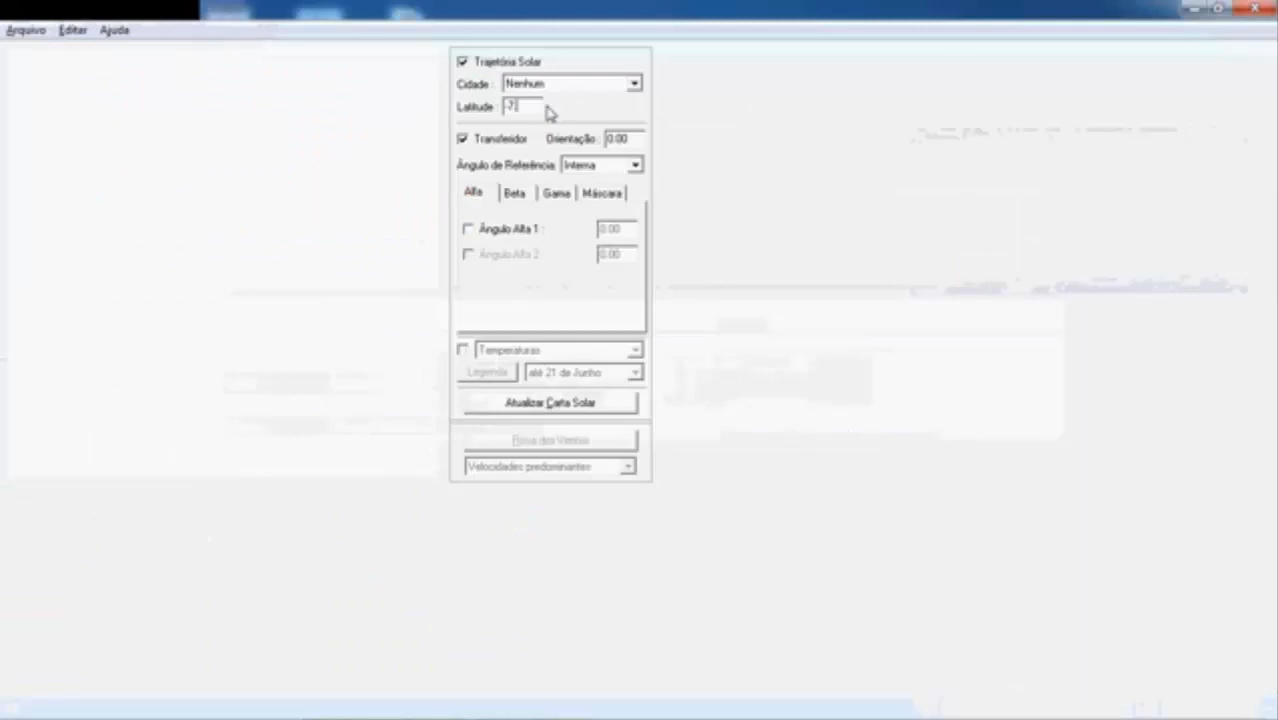 Arquivo Editar Ajuda
Trajetória Solar
Cidade : Nenhum
Latitude : -7
Transferidor Orientação : 0.00
Ângulo de Referência Interna
Alfa Beta Gama Máscara
Ângulo Alfa 1 : 0.00
Ângulo Alfa 2 0.00
Temperaturas
Legenda até 21 de Junho
Atualizar Carta Solar
Rosa dos Ventos
Velocidades predominantes